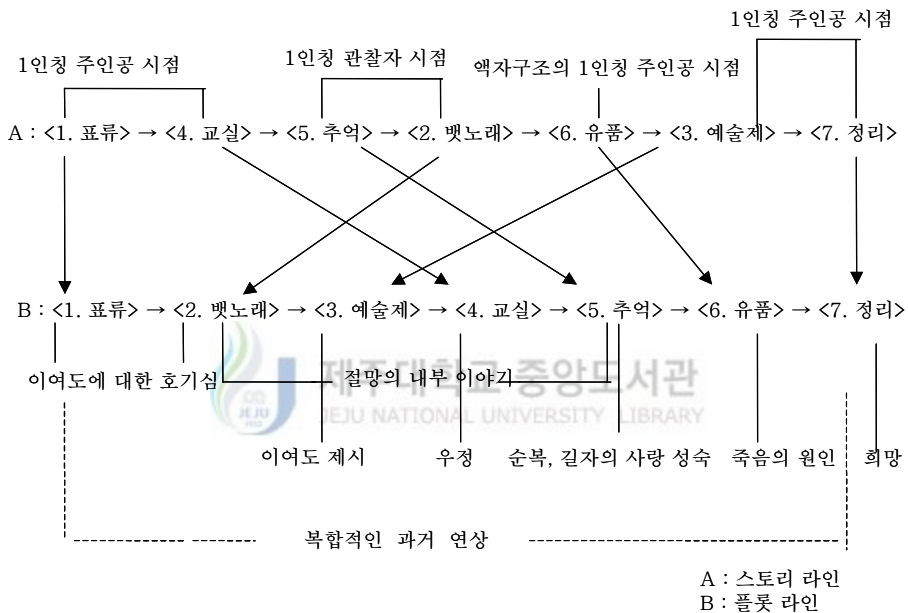 1인칭 주인공 시점
1인칭 관찰자 시점
액자구조의 1인칭 주인공 시점
1인칭 주인공 시점
A : <1. 표류> → <4. 교실> → <5. 추억> → <2. 뱃노래> → <6. 유품> → <3. 예술제> → <7. 정리>
B : <1. 표류> → <2. 뱃노래> → <3. 예술제> → <4. 교실> → <5. 추억> → <6. 유품> → <7. 정리>
이여도에 대한 호기심
절망의 내부 이야기
제주대학교 중앙도서관
JEJU NATIONAL UNIVERSITY LIBRARY
JEJU
1952
이여도 제시
우정
순복, 길자의 사랑 성숙
죽음의 원인
희망
복합적인 과거 연상
A : 스토리 라인
B : 플롯 라인